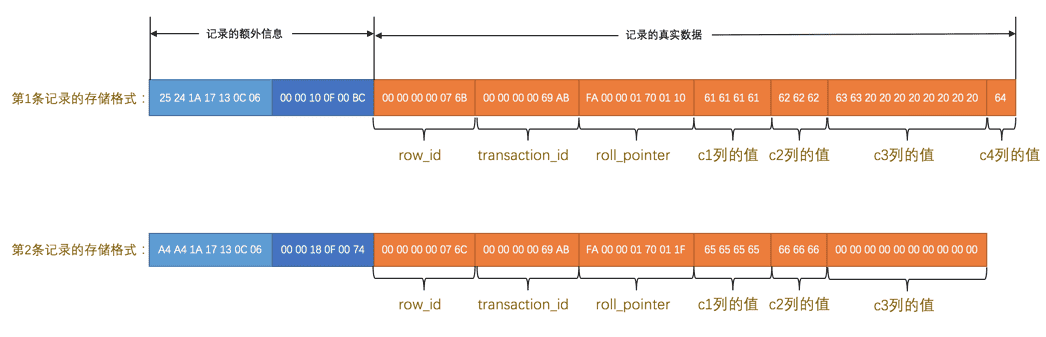 记录的额外信息 记录的真实数据
第1条记录的存储格式： 25 24 1A 17 13 0C 06 00 00 10 0F 00 BC 00 00 00 00 07 6B 00 00 00 00 69 AB FA 00 00 01 70 01 10 61 61 61 61 62 62 62 63 63 20 20 20 20 20 20 20 20 64
row_id transaction_id roll_pointer c1列的值 c2列的值 c3列的值 c4列的值
第2条记录的存储格式： A4 A4 1A 17 13 0C 06 00 00 18 0F 00 74 00 00 00 00 07 6C 00 00 00 00 69 AB FA 00 00 01 70 01 1F 65 65 65 65 66 66 66 00 00 00 00 00 00 00 00 00 00
row_id transaction_id roll_pointer c1列的值 c2列的值 c3列的值